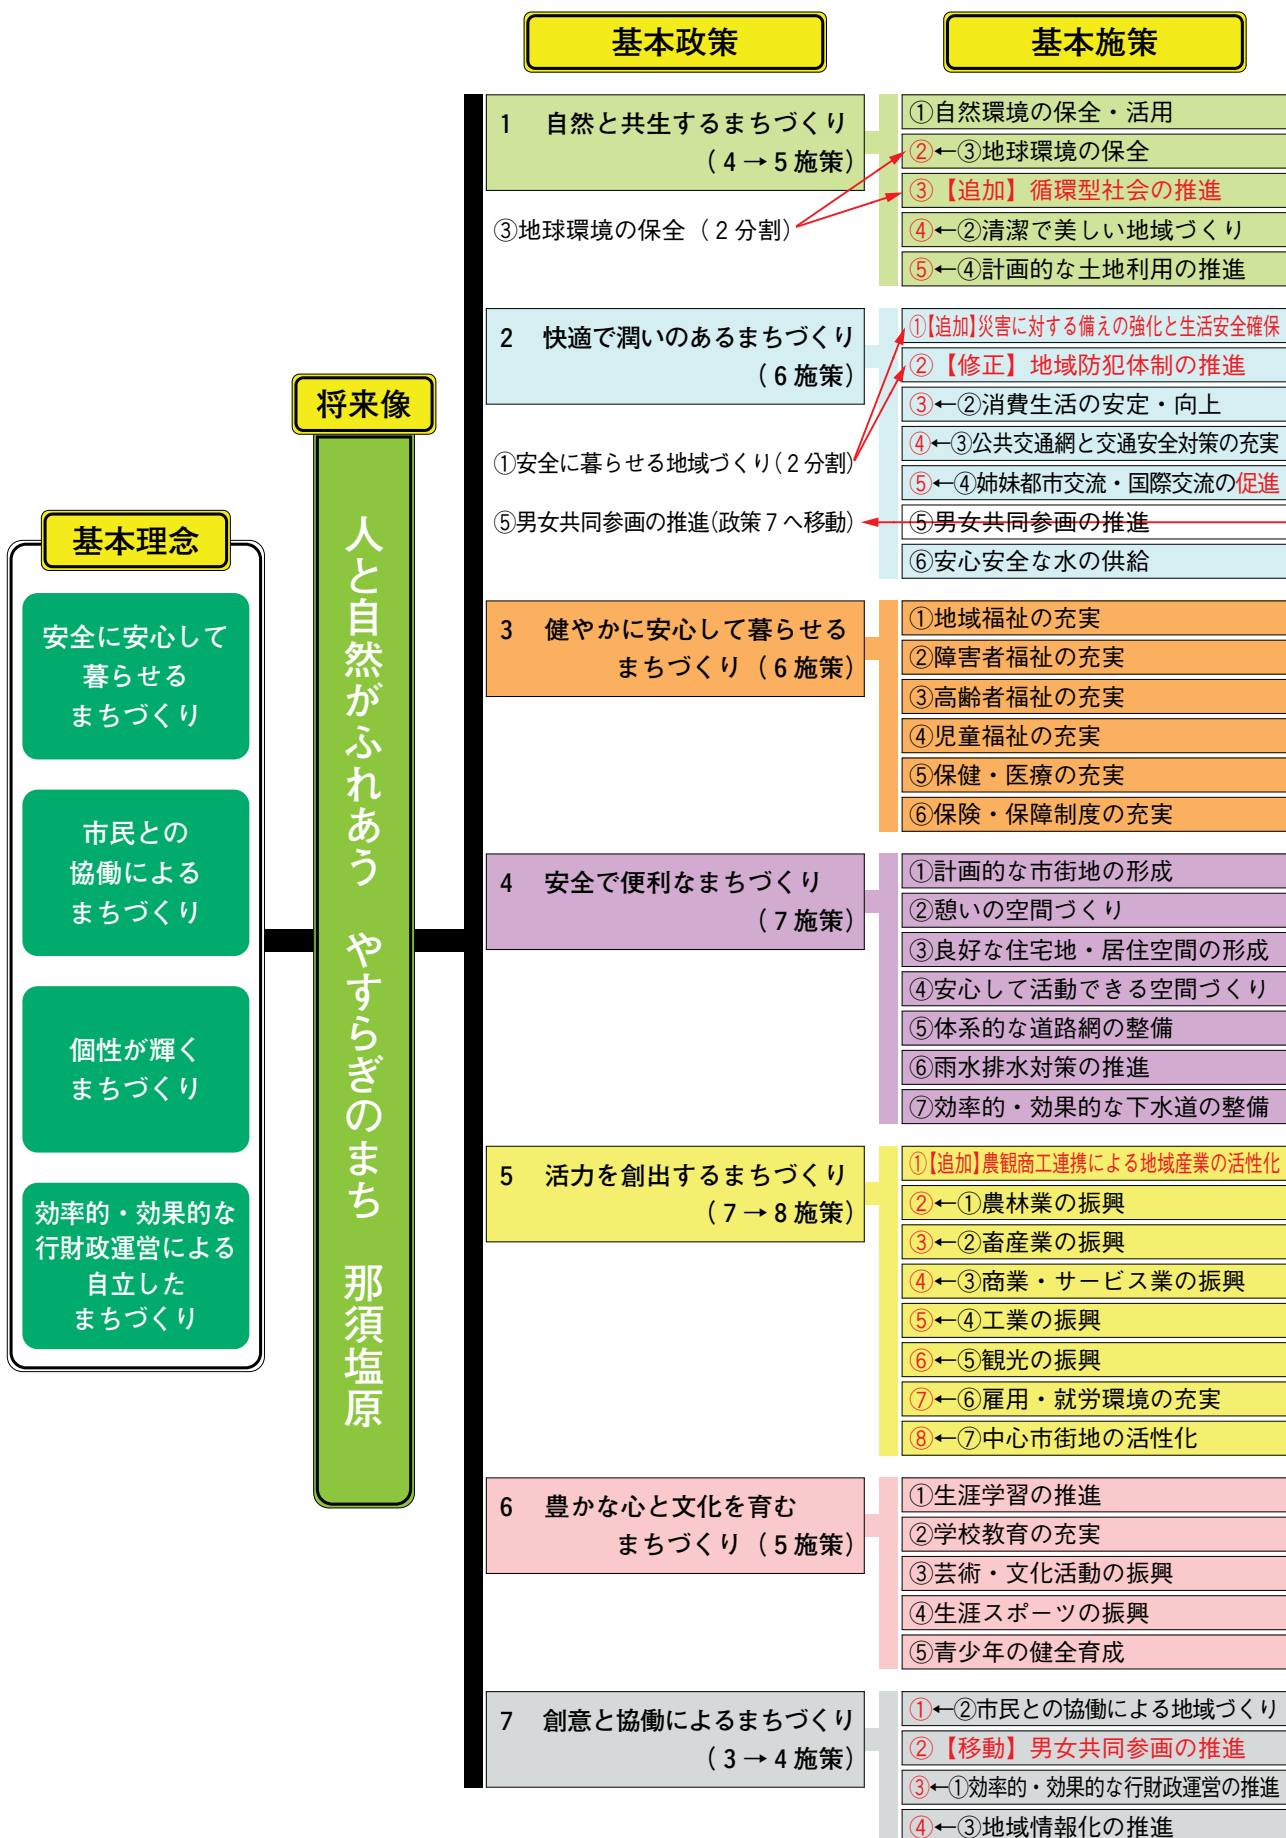 基本政策
基本施策
将来像
人と自然がふれあう　やすらぎのまち　那須塩原
基本理念
安全に安心して
暮らせる
まちづくり
市民との
協働による
まちづくり
個性が輝く
まちづくり
効率的・効果的な
行財政運営による
自立した
まちづくり
1　自然と共生するまちづくり
（4→5施策）
③地球環境の保全（2分割）
①自然環境の保全・活用
②←③地球環境の保全
③【追加】循環型社会の推進
④←②清潔で美しい地域づくり
⑤←④計画的な土地利用の推進
2　快適で潤いのあるまちづくり
（6施策）
①安全に暮らせる地域づくり（2分割）
⑤男女共同参画の推進（政策7へ移動）
①【追加】災害に対する備えの強化と生活安全確保
②【修正】地域防犯体制の推進
③←②消費生活の安定・向上
④←③公共交通網と交通安全対策の充実
⑤←④姉妹都市交流・国際交流の促進
⑤男女共同参画の推進
⑥安心安全な水の供給
3　健やかに安心して暮らせる
まちづくり（6施策）
①地域福祉の充実
②障害者福祉の充実
③高齢者福祉の充実
④児童福祉の充実
⑤保健・医療の充実
⑥保険・保障制度の充実
4　安全で便利なまちづくり
（7施策）
①計画的な市街地の形成
②憩いの空間づくり
③良好な住宅地・居住空間の形成
④安心して活動できる空間づくり
⑤体系的な道路網の整備
⑥雨水排水対策の推進
⑦効率的・効果的な下水道の整備
5　活力を創出するまちづくり
（7→8施策）
①【追加】農観商工連携による地域産業の活性化
②←①農林業の振興
③←②畜産業の振興
④←③商業・サービス業の振興
⑤←④工業の振興
⑥←⑤観光の振興
⑦←⑥雇用・就労環境の充実
⑧←⑦中心市街地の活性化
6　豊かな心と文化を育む
まちづくり（5施策）
①生涯学習の推進
②学校教育の充実
③芸術・文化活動の振興
④生涯スポーツの振興
⑤青少年の健全育成
7　創意と協働によるまちづくり
（3→4施策）
①←②市民との協働による地域づくり
②【移動】男女共同参画の推進
③←①効率的・効果的な行財政運営の推進
④←③地域情報化の推進